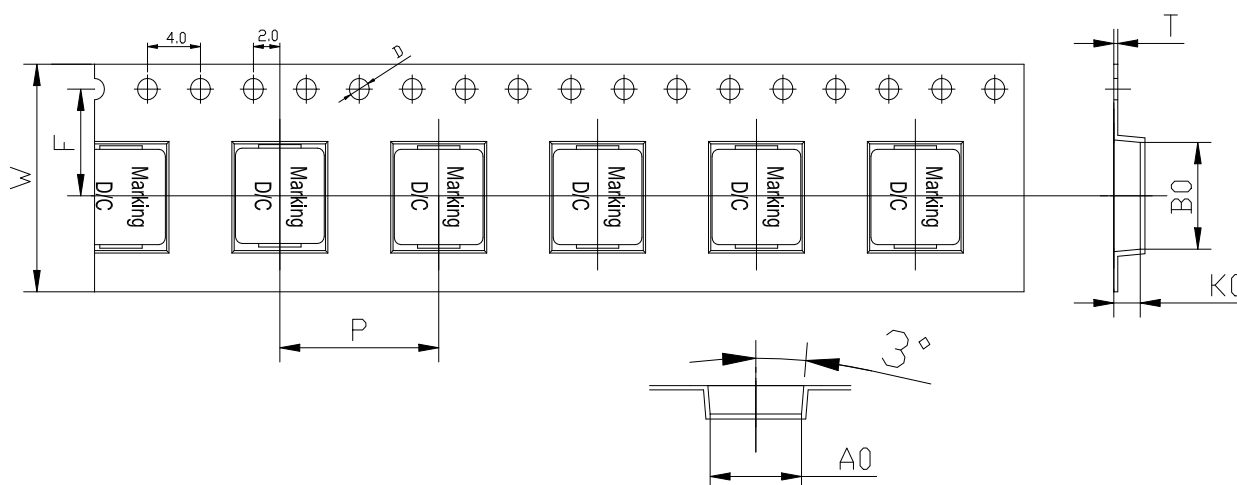 4.0
2.0
D
T
F
W
Marking
D/C
Marking
D/C
Marking
D/C
Marking
D/C
Marking
D/C
Marking
D/C
B0
K0
P
3°
A0